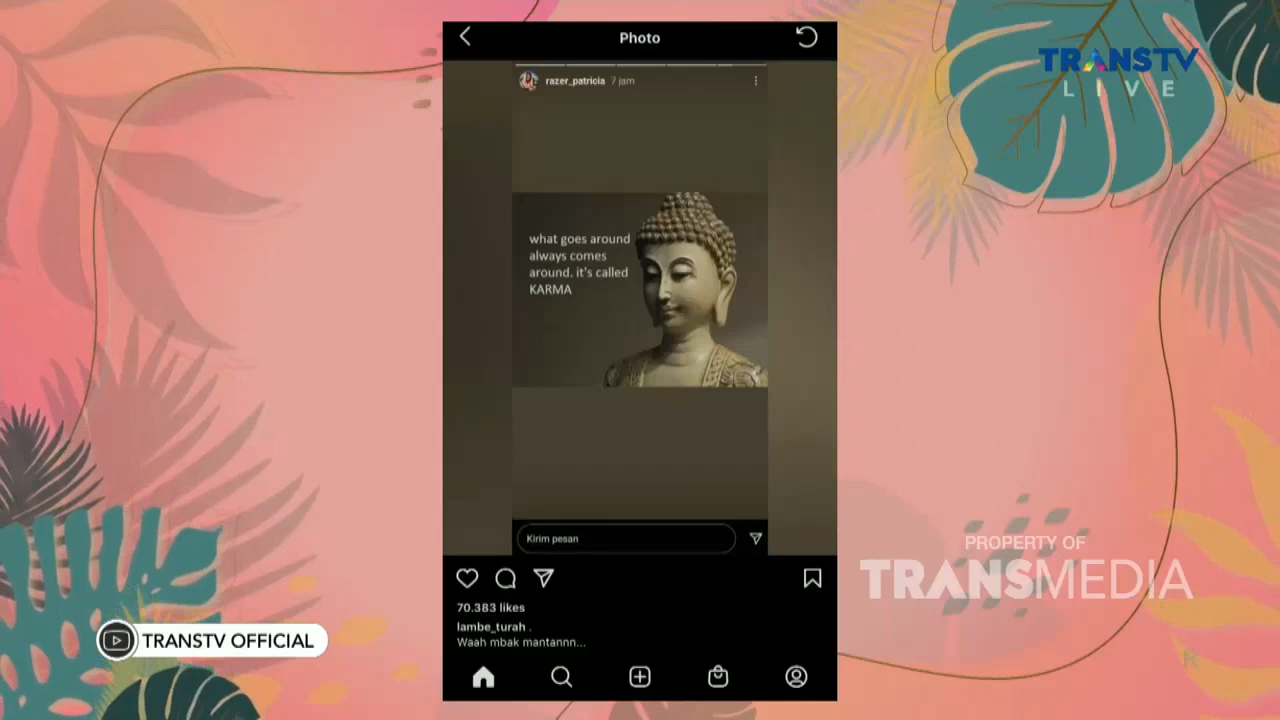 Photo
TRANSTV
LIVE
razer_patricia 7 jam
what goes around
always comes
around. it's called
KARMA
Kirim pesan
PROPERTY OF
TRANSMEDIA
70.383 likes
lambe_turah .
Waah mbak mantannn...
TRANSTV OFFICIAL
R